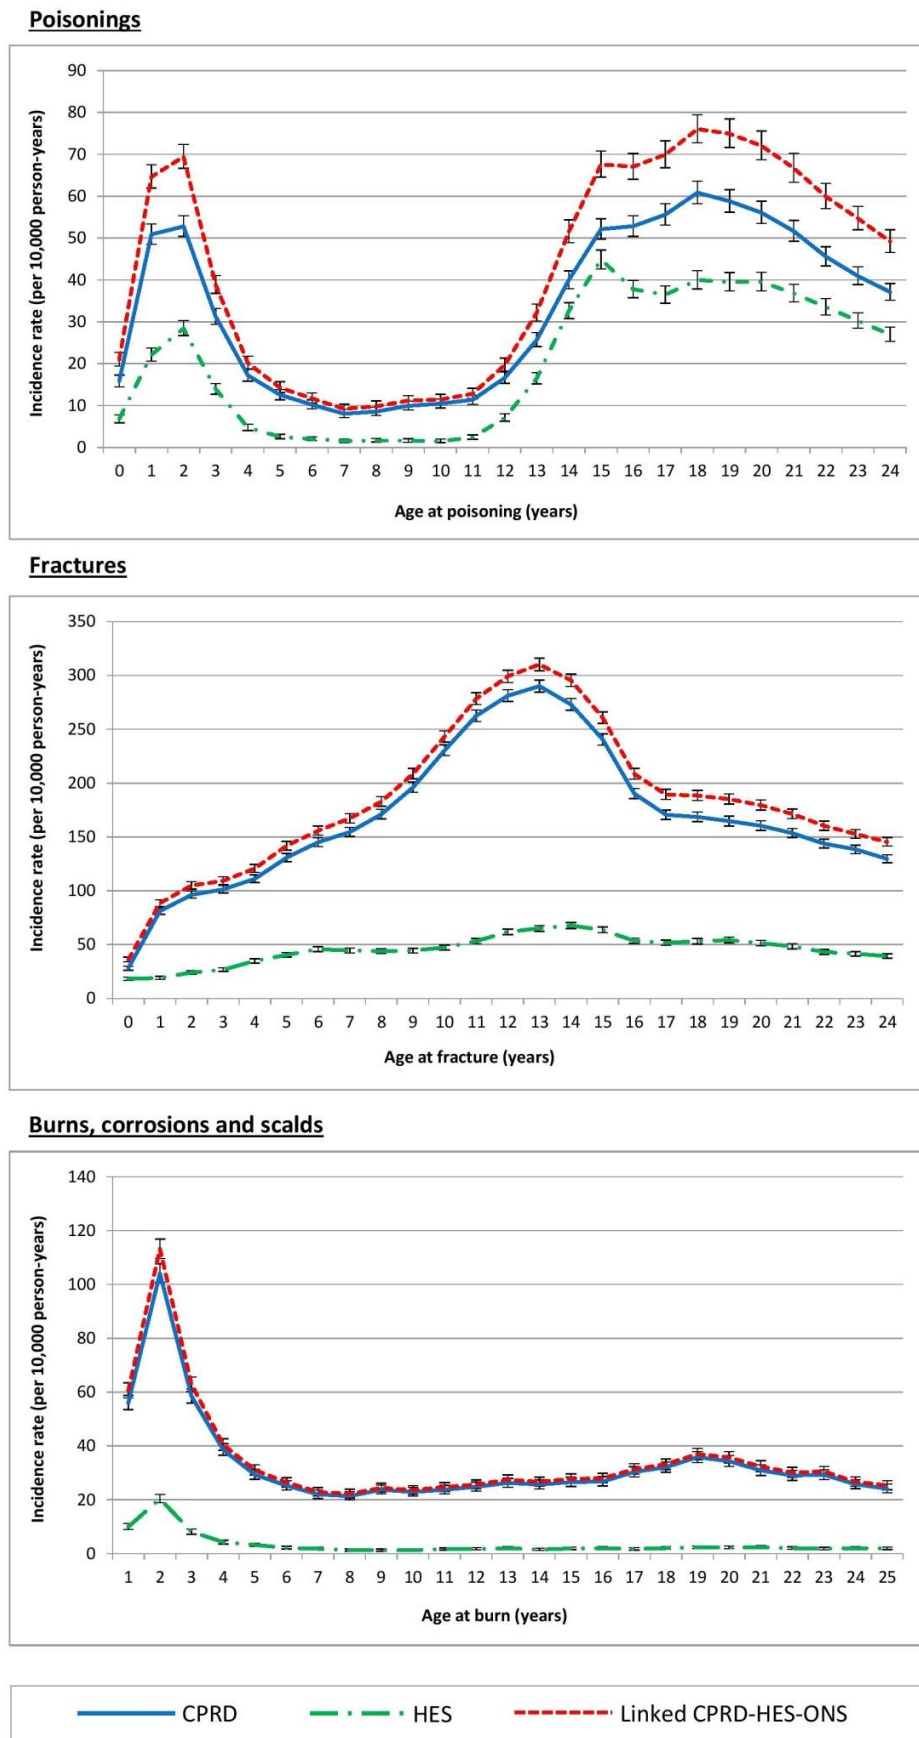 Poisonings
Incidence rate (per 10,000 person-years)
90
80
70
60
50
40
30
20
10
0
0 1 2 3 4 5 6 7 8 9 10 11 12 13 14 15 16 17 18 19 20 21 22 23 24
Age at poisoning (years)
Fractures
Incidence rate (per 10,000 person-years)
350
300
250
200
150
100
50
0
0 1 2 3 4 5 6 7 8 9 10 11 12 13 14 15 16 17 18 19 20 21 22 23 24
Age at fracture (years)
Burns, corrosions and scalds
Incidence rate (per 10,000 person-years)
140
120
100
80
60
40
20
0
1 2 3 4 5 6 7 8 9 10 11 12 13 14 15 16 17 18 19 20 21 22 23 24 25
Age at burn (years)
CPRD HES Linked CPRD-HES-ONS